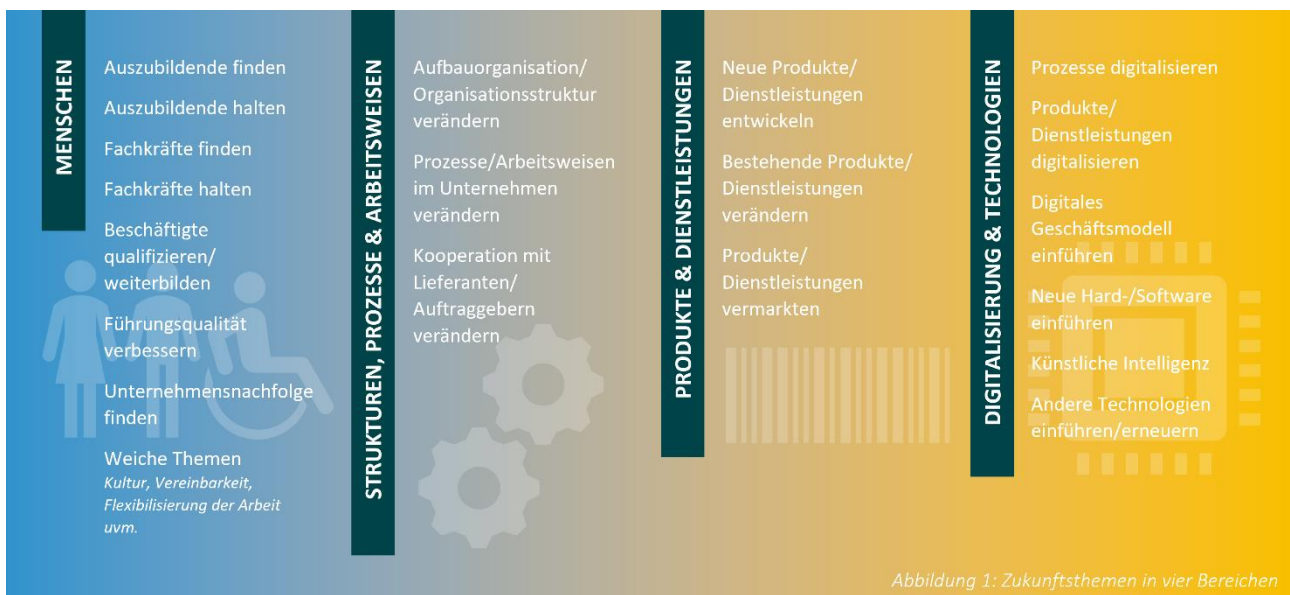 MENSCHEN
Auszubildende finden
Auszubildende halten
Fachkräfte finden
Fachkräfte halten
Beschäftigte
qualifizieren/
weiterbilden
Führungsqualität
verbessern
Unternehmensnachfolge
finden
Weiche Themen
Kultur, Vereinbarkeit,
Flexibilisierung der Arbeit
uvm.
STRUKTUREN, PROZESSE & ARBEITSWEISEN
Aufbauorganisation/
Organisationsstruktur
verändern
Prozesse/Arbeitsweisen
im Unternehmen
verändern
Kooperation mit
Lieferanten/
Auftraggebern
verändern
PRODUKTE & DIENSTLEISTUNGEN
Neue Produkte/
Dienstleistungen
entwickeln
Bestehende Produkte/
Dienstleistungen
verändern
Produkte/
Dienstleistungen
vermarkten
DIGITALISIERUNG & TECHNOLOGIEN
Prozesse digitalisieren
Produkte/
Dienstleistungen
digitalisieren
Digitales
Geschäftsmodell
einführen
Neue Hard-/Software
einführen
Künstliche Intelligenz
Andere Technologien
einführen/erneuern
Abbildung 1: Zukunftsthemen in vier Bereichen